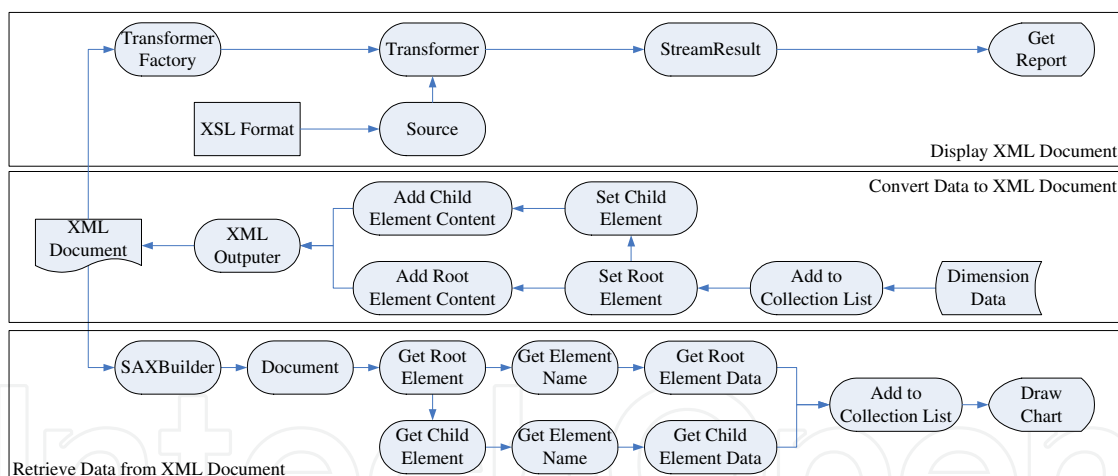 Transformer
Factory
Transformer
StreamResult
Get
Report
XSL Format
Source
Display XML Document
Convert Data to XML Document
Add Child
Element Content
Set Child
Element
XML
Document
XML
Outputer
Add Root
Element Content
Set Root
Element
Add to
Collection List
Dimension
Data
SAXBuilder
Document
Get Root
Element
Get Element
Name
Get Root
Element Data
Add to
Collection List
Draw
Chart
Get Child
Element
Get Element
Name
Get Child
Element Data
Retrieve Data from XML Document